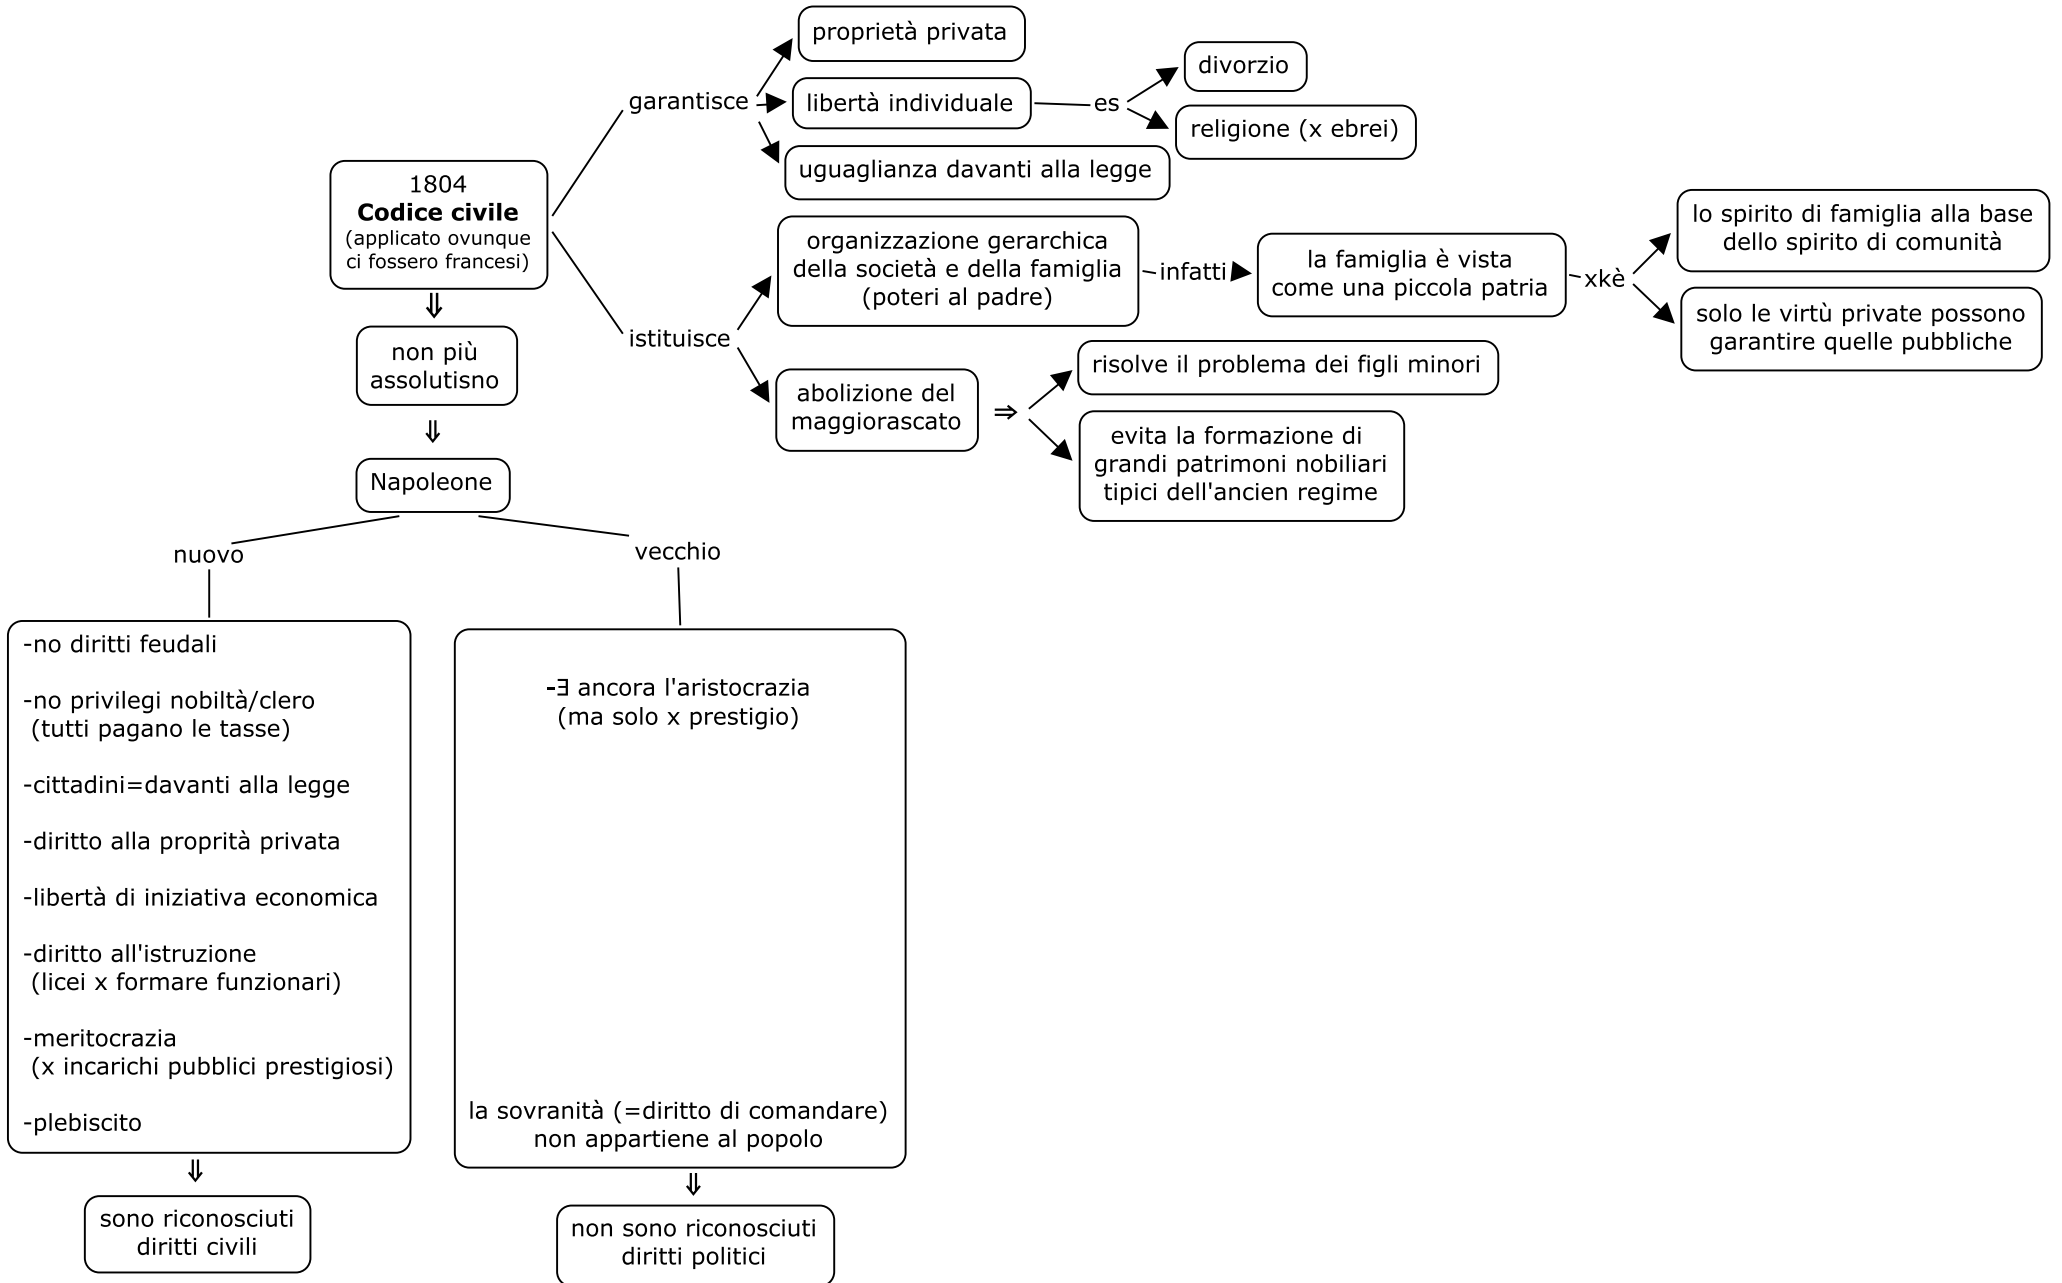 proprietà privata
garantisce
libertà individuale
es
divorzio
religione (x ebrei)
uguaglianza davanti alla legge
1804
Codice civile
(applicato ovunque
ci fossero francesi)
⇓
non più
assolutisno
⇓
Napoleone
istituisce
organizzazione gerarchica
della società e della famiglia
(poteri al padre)
infatti
la famiglia è vista
come una piccola patria
xkè
lo spirito di famiglia alla base
dello spirito di comunità
solo le virtù private possono
garantire quelle pubbliche
abolizione del
maggiorascato
⇒
risolve il problema dei figli minori
evita la formazione di
grandi patrimoni nobiliari
tipici dell'ancien regime
nuovo
-no diritti feudali
-no privilegi nobiltà/clero
(tutti pagano le tasse)
-cittadini=davanti alla legge
-diritto alla proprità privata
-libertà di iniziativa economica
-diritto all'istruzione
(licei x formare funzionari)
-meritocrazia
(x incarichi pubblici prestigiosi)
-plebiscito
⇓
sono riconosciuti
diritti civili
vecchio
-∃ ancora l'aristocrazia
(ma solo x prestigio)
la sovranità (=diritto di comandare)
non appartiene al popolo
⇓
non sono riconosciuti
diritti politici